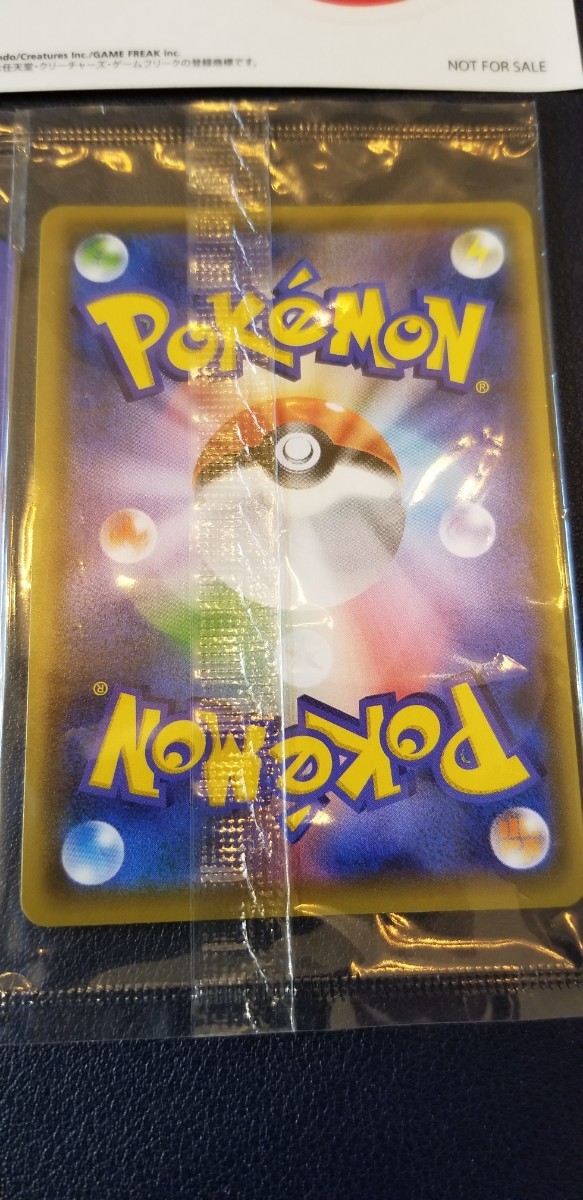 ndo/Creatures Inc./GAME FREAK inc.
任天堂・クリーチャーズ・ゲームフリークの登録商標です。
NOT FOR SALE
POKéMON
®
®
POKéMON